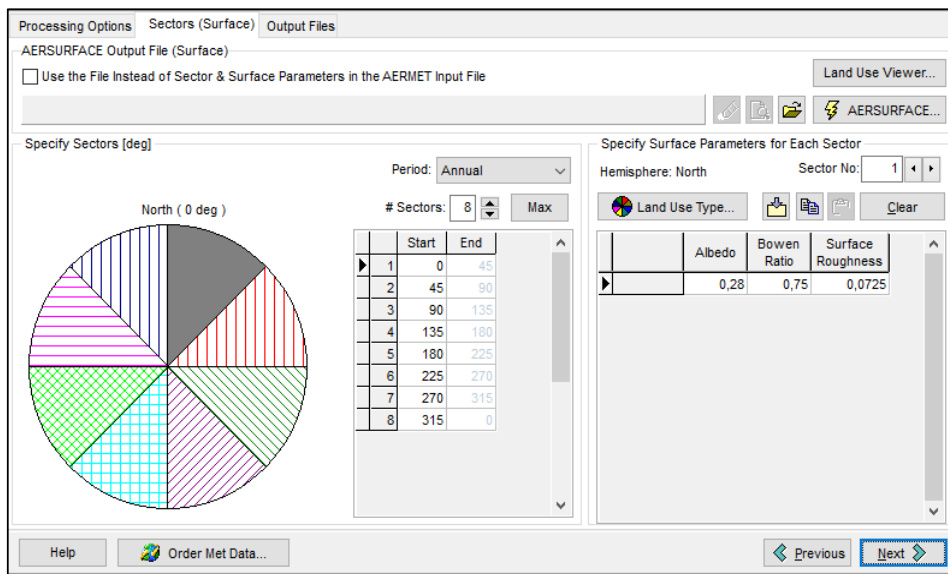 Processing Options Sectors (Surface) Output Files
AERSURFACE Output File (Surface)
Use the File Instead of Sector & Surface Parameters in the AERMET Input File
Land Use Viewer...
AERSURFACE...
Specify Sectors [deg]
Period: Annual
# Sectors: 8 Max
North ( 0 deg )
Start End
1 0 45
2 45 90
3 90 135
4 135 180
5 180 225
6 225 270
7 270 315
8 315 0
Specify Surface Parameters for Each Sector
Hemisphere: North Sector No: 1
Land Use Type... Clear
Albedo Bowen Ratio Surface Roughness
0,28 0,75 0,0725
Help Order Met Data... Previous Next